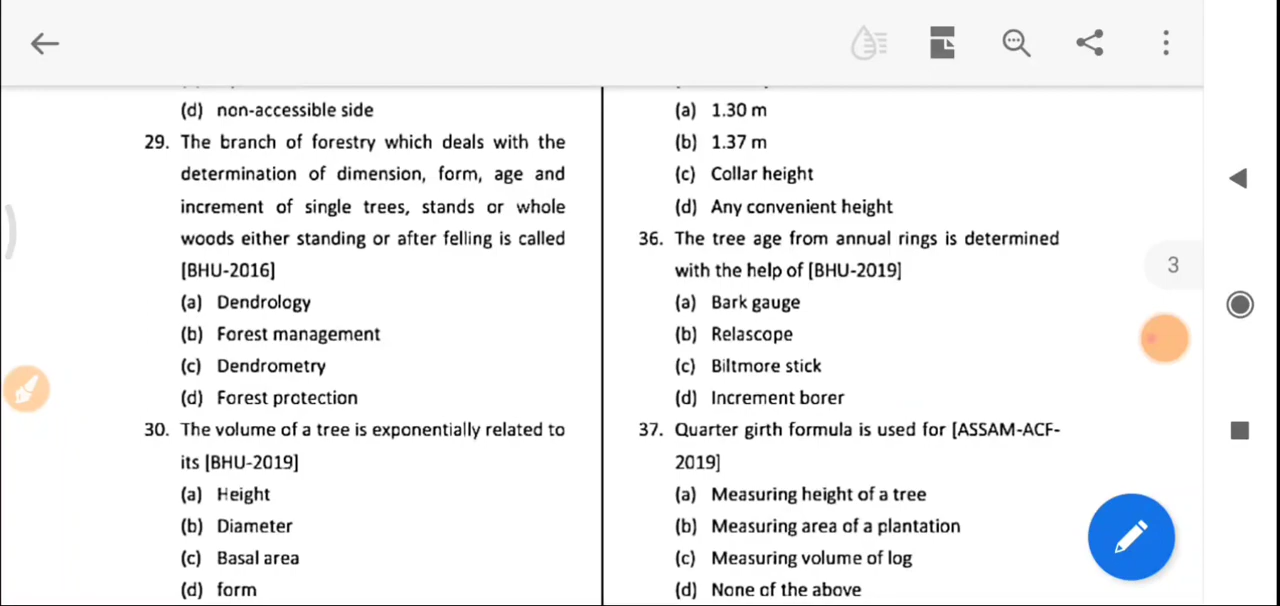 (d) non-accessible side
29. The branch of forestry which deals with the
determination of dimension, form, age and
increment of single trees, stands or whole
woods either standing or after felling is called
[BHU-2016]
(a) Dendrology
(b) Forest management
(c) Dendrometry
(d) Forest protection
30. The volume of a tree is exponentially related to
its [BHU-2019]
(a) Height
(b) Diameter
(c) Basal area
(d) form
(a) 1.30 m
(b) 1.37 m
(c) Collar height
(d) Any convenient height
36. The tree age from annual rings is determined
with the help of [BHU-2019]
(a) Bark gauge
(b) Relascope
(c) Biltmore stick
(d) Increment borer
37. Quarter girth formula is used for [ASSAM-ACF-
2019]
(a) Measuring height of a tree
(b) Measuring area of a plantation
(c) Measuring volume of log
(d) None of the above
3